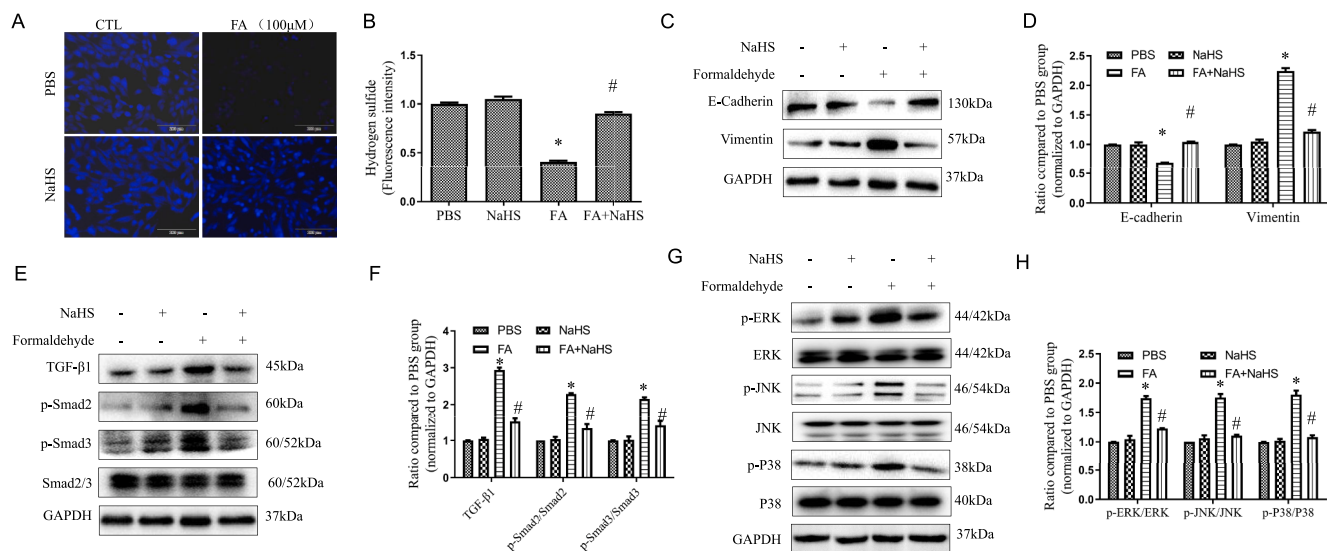 A
CTL
FA （100μM）
PBS
NaHS
B
Hydrogen sulfide
(Fluorescence intensity)
1.5
1.0
0.5
0.0
*
#
PBS NaHS FA FA+NaHS
C
NaHS - + - +
Formaldehyde - - + +
E-Cadherin 130kDa
Vimentin 57kDa
GAPDH 37kDa
D
Ratio ccompared to PBS group
(normalized to GAPDH)
2.5
2.0
1.5
1.0
0.5
0.0
PBS NaHS
FA FA+NaHS
* # * #
E-cadherin Vimentin
E
NaHS - + - +
Formaldehyde - - + +
TGF-β1 45kDa
p-Smad2 60kDa
p-Smad3 60/52kDa
Smad2/3 60/52kDa
GAPDH 37kDa
F
Ratio compared to PBS group
(normalized to GAPDH)
4
3
2
1
0
PBS NaHS
FA FA+NaHS
* # * # * #
TGF-β1 p-Smad2/Smad2 p-Smad3/Smad3
G
NaHS - + - +
Formaldehyde - - + +
p-ERK 44/42kDa
ERK 44/42kDa
p-JNK 46/54kDa
JNK 46/54kDa
p-P38 38kDa
P38 40kDa
GAPDH 37kDa
H
Ratio compared to PBS group
(normalized to GAPDH)
2.5
2.0
1.5
1.0
0.5
0.0
PBS NaHS
FA FA+NaHS
* # * # * #
p-ERK/ERK p-JNK/JNK p-P38/P38